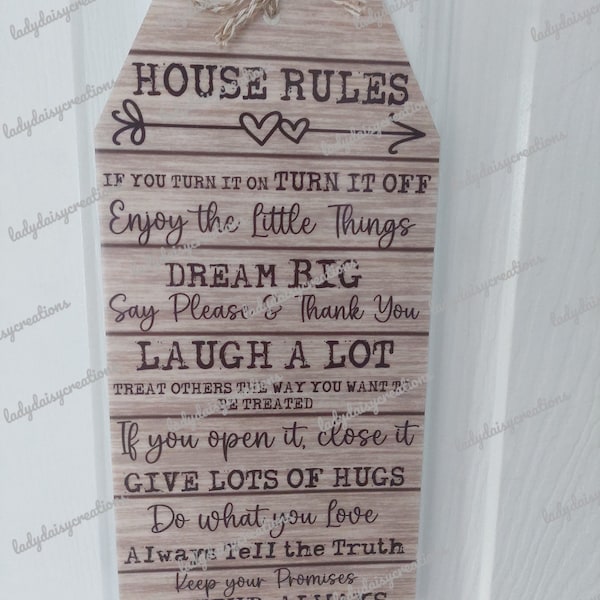 HOUSE RULES
IF YOU TURN IT ON TURN IT OFF
Enjoy the Little Things
DREAM BIG
Say Please & Thank You
LAUGH A LOT
TREAT OTHERS THE WAY YOU WANT TO
BE TREATED
If you open it, close it
GIVE LOTS OF HUGS
Do what you Love
Always Tell the Truth
Keep your Promises
ladydaisycreations